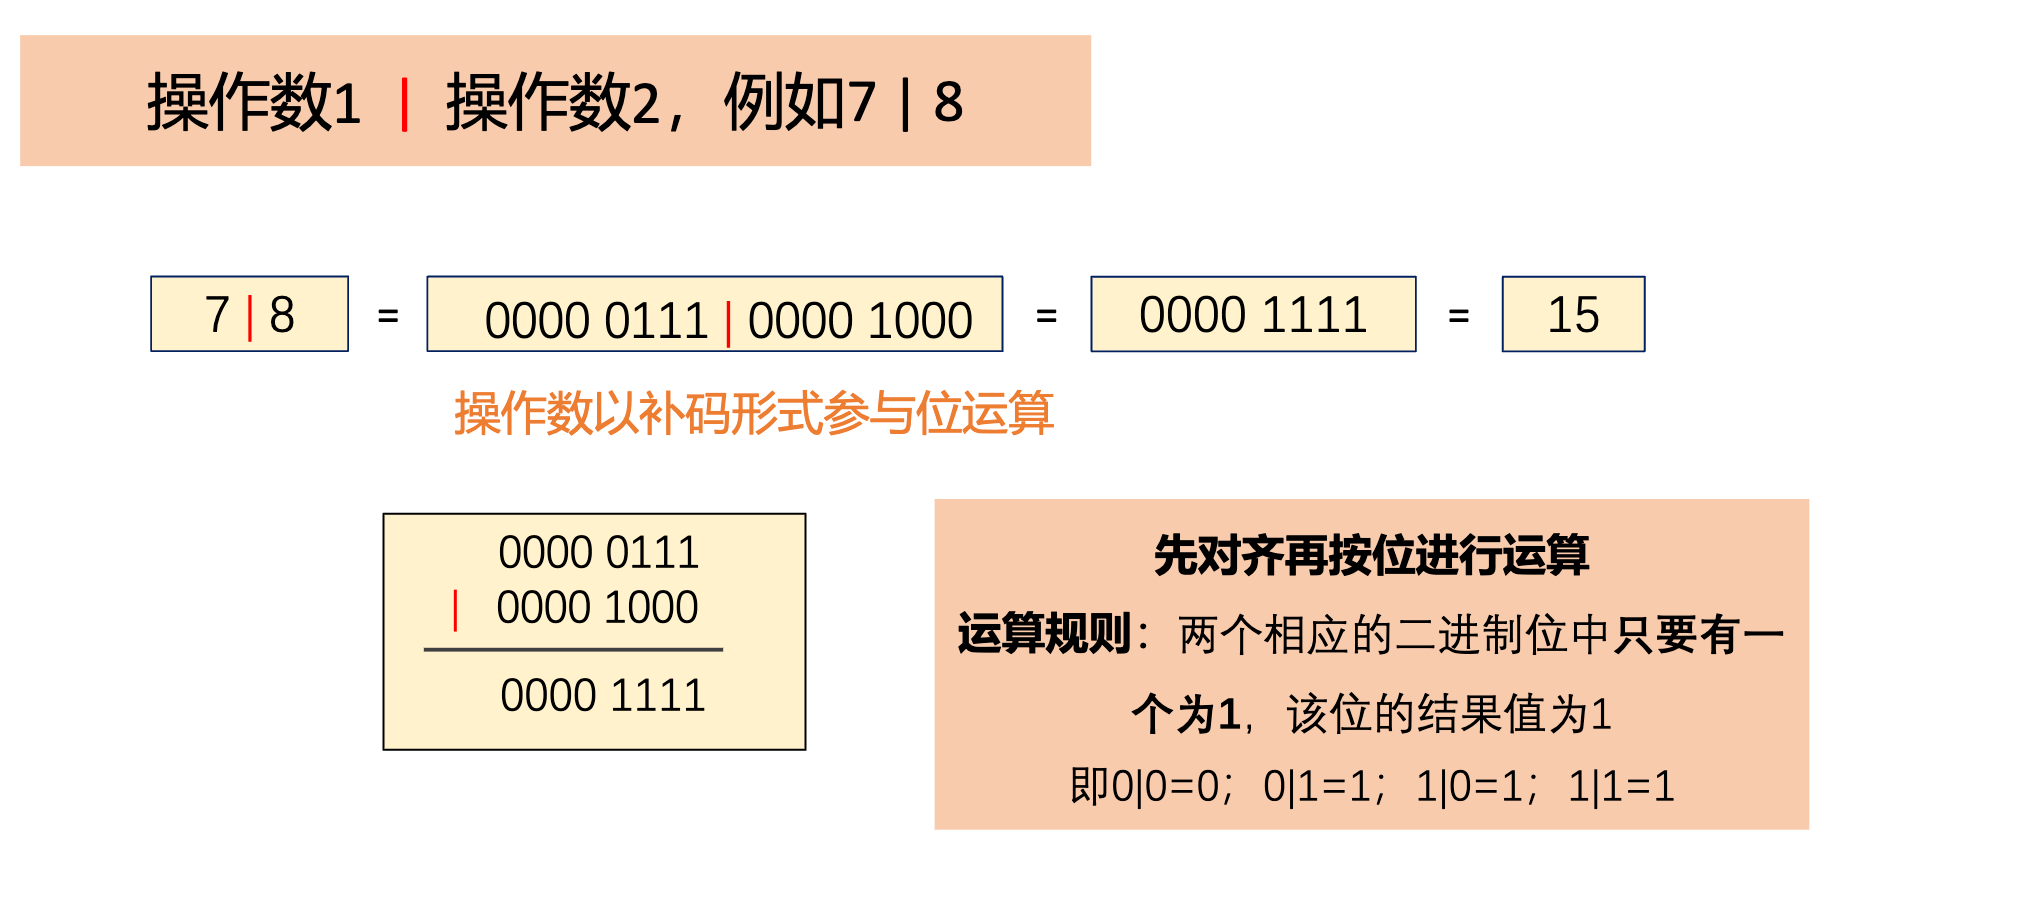 操作数1 | 操作数2，例如7 | 8
7 | 8 = 0000 0111 | 0000 1000 = 0000 1111 = 15
操作数以补码形式参与位运算
0000 0111
| 0000 1000
0000 1111
先对齐再按位进行运算
运算规则：两个相应的二进制位中只要有一
个为1，该位的结果值为1
即0|0=0；0|1=1；1|0=1；1|1=1